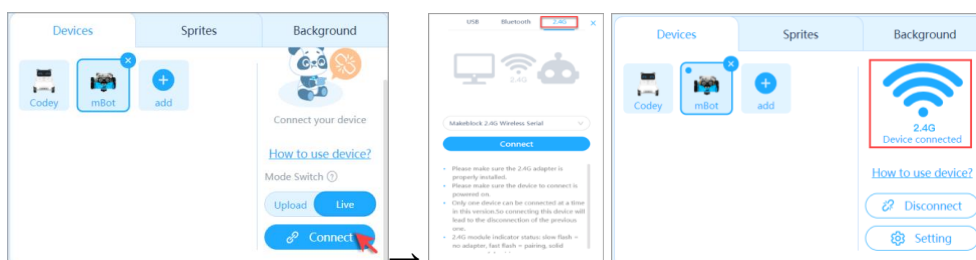 Devices Sprites Background
Codey mBot add
Connect your device
How to use device?
Mode Switch ?
Upload Live
Connect
→
USB Bluetooth 2.4G ×
2.4G
Makeblock 2.4G Wireless Serial
Connect
• Please make sure the 2.4G adapter is
properly installed.
• Please make sure the device to connect is
powered on.
• Only one device can be connected at a time
in this version.So connecting this device will
lead to the disconnection of the previous
one.
• 2.4G module indicator status: slow flash ~
no adapter, fast flash ~ pairing, solid
Devices Sprites Background
Codey mBot add
2.4G
Device connected
How to use device?
Disconnect
Setting